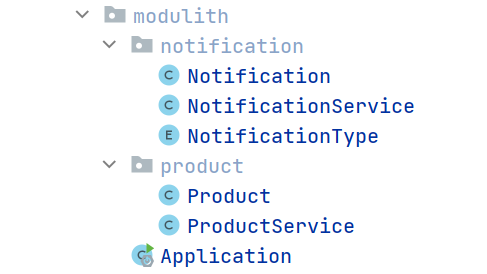 modulith
notification
C Notification
C NotificationService
E NotificationType
product
C Product
C ProductService
C Application